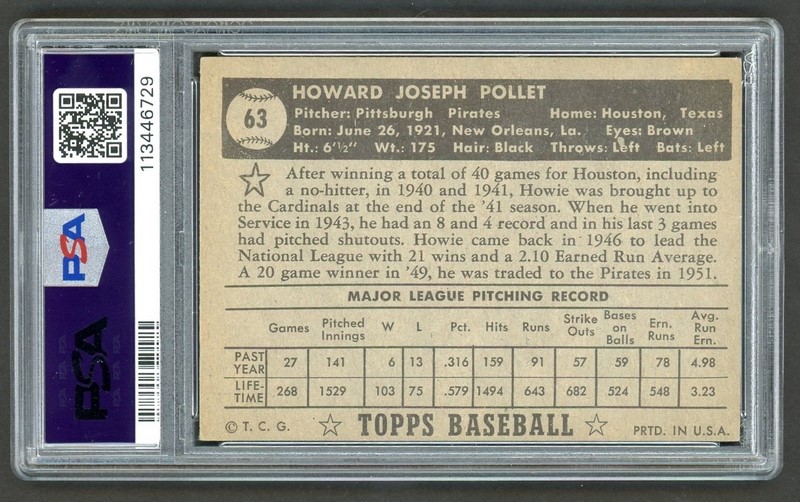 113446729
PSA
PSA
63
HOWARD JOSEPH POLLET
Pitcher: Pittsburgh Pirates Home: Houston, Texas
Born: June 26, 1921, New Orleans, La. Eyes: Brown
Ht.: 6'½" Wt.: 175 Hair: Black Throws: Left Bats: Left
After winning a total of 40 games for Houston, including
a no-hitter, in 1940 and 1941, Howie was brought up to
the Cardinals at the end of the '41 season. When he went into
Service in 1943, he had an 8 and 4 record and in his last 3 games
had pitched shutouts. Howie came back in 1946 to lead the
National League with 21 wins and a 2.10 Earned Run Average.
A 20 game winner in '49, he was traded to the Pirates in 1951.
MAJOR LEAGUE PITCHING RECORD
Games Pitched Innings W L Pct. Hits Runs Strike Outs Bases on Balls Ern. Runs Avg. Run Ern.
PAST YEAR 27 141 6 13 .316 159 91 57 59 78 4.98
LIFE-TIME 268 1529 103 75 .579 1494 643 682 524 548 3.23
© T. C. G. TOPPS BASEBALL PRTD. IN U.S.A.